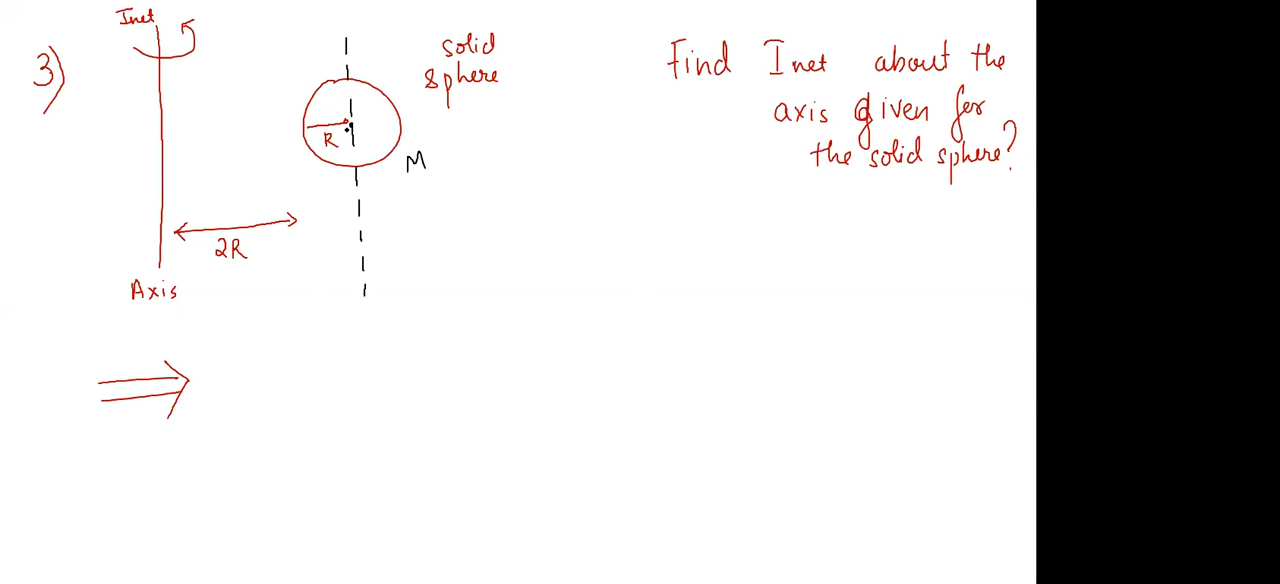 Inet
3)
solid
sphere
R
M
2R
Axis
Find Inet about the
axis given for
the solid sphere?